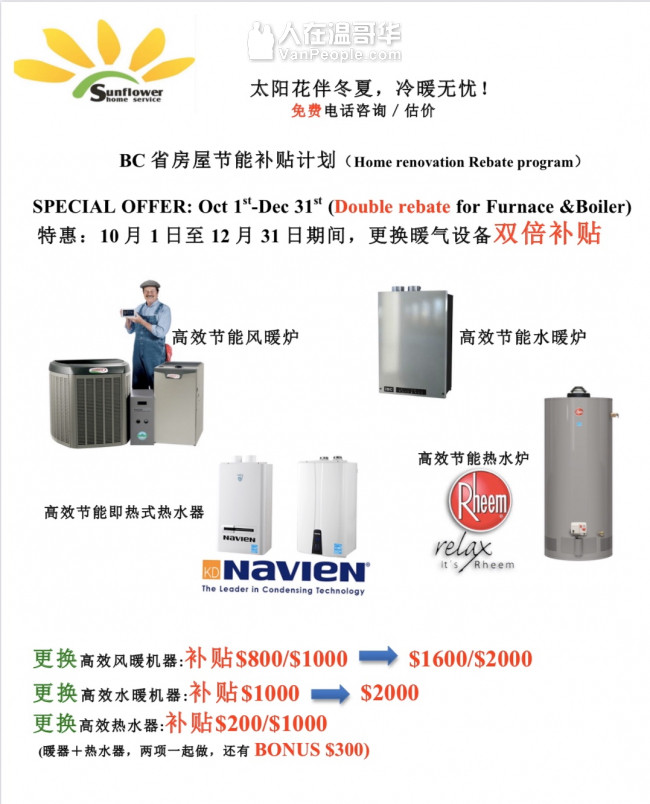 人在温哥华
VanPeople.com
Sunflower
home service
太阳花伴冬夏，冷暖无忧！
免费电话咨询／估价
BC 省房屋节能补贴计划（Home renovation Rebate program）
SPECIAL OFFER: Oct 1st-Dec 31st (Double rebate for Furnace &Boiler)
特惠：10 月 1 日至 12 月 31 日期间，更换暖气设备双倍补贴
高效节能风暖炉
高效节能水暖炉
高效节能热水炉
高效节能即热式热水器
NAVIEN
NAVIEN
KD NAVIEN®
The Leader in Condensing Technology
Rheem
relax
it's Rheem
更换高效风暖机器:补贴$800/$1000 $1600/$2000
更换高效水暖机器:补贴$1000 $2000
更换高效热水器:补贴$200/$1000
(暖器＋热水器，两项一起做，还有 BONUS $300)